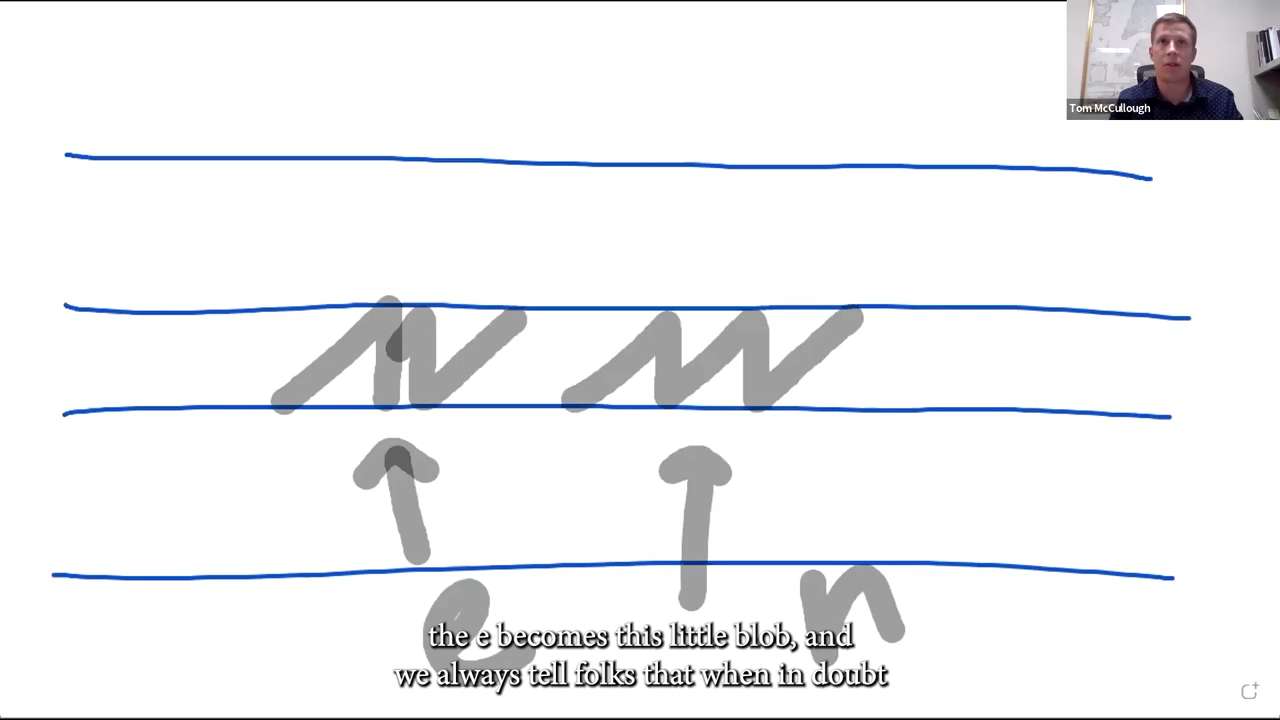 Tom McCullough
e n
the e becomes this little blob, and
we always tell folks that when in doubt